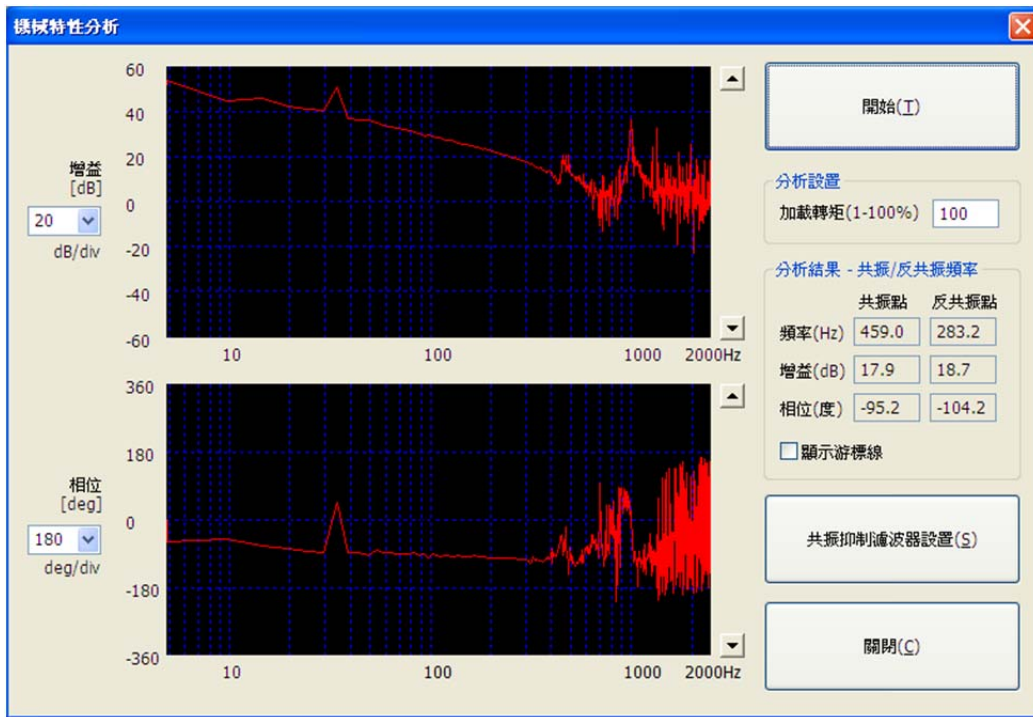 機械特性分析
60
40
20
0
-20
-40
-60
增益
[dB]
20
dB/div
10
100
1000
2000Hz
360
180
0
-180
-360
相位
[deg]
180
deg/div
10
100
1000
2000Hz
開始(T)
分析設置
加載轉矩(1-100%) 100
分析結果 - 共振/反共振頻率
共振點 反共振點
頻率(Hz) 459.0 283.2
增益(dB) 17.9 18.7
相位(度) -95.2 -104.2
顯示游標線
共振抑制濾波器設置(S)
關閉(C)